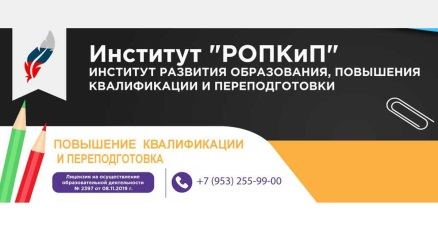 Институт "РОПКиП"
ИНСТИТУТ РАЗВИТИЯ ОБРАЗОВАНИЯ, ПОВЫШЕНИЯ
КВАЛИФИКАЦИИ И ПЕРЕПОДГОТОВКИ
ПОВЫШЕНИЕ КВАЛИФИКАЦИИ
И ПЕРЕПОДГОТОВКА
Лицензия на осуществление
образовательной деятельности
№ 2397 от 08.11.2019 г.
+7 (953) 255-99-00